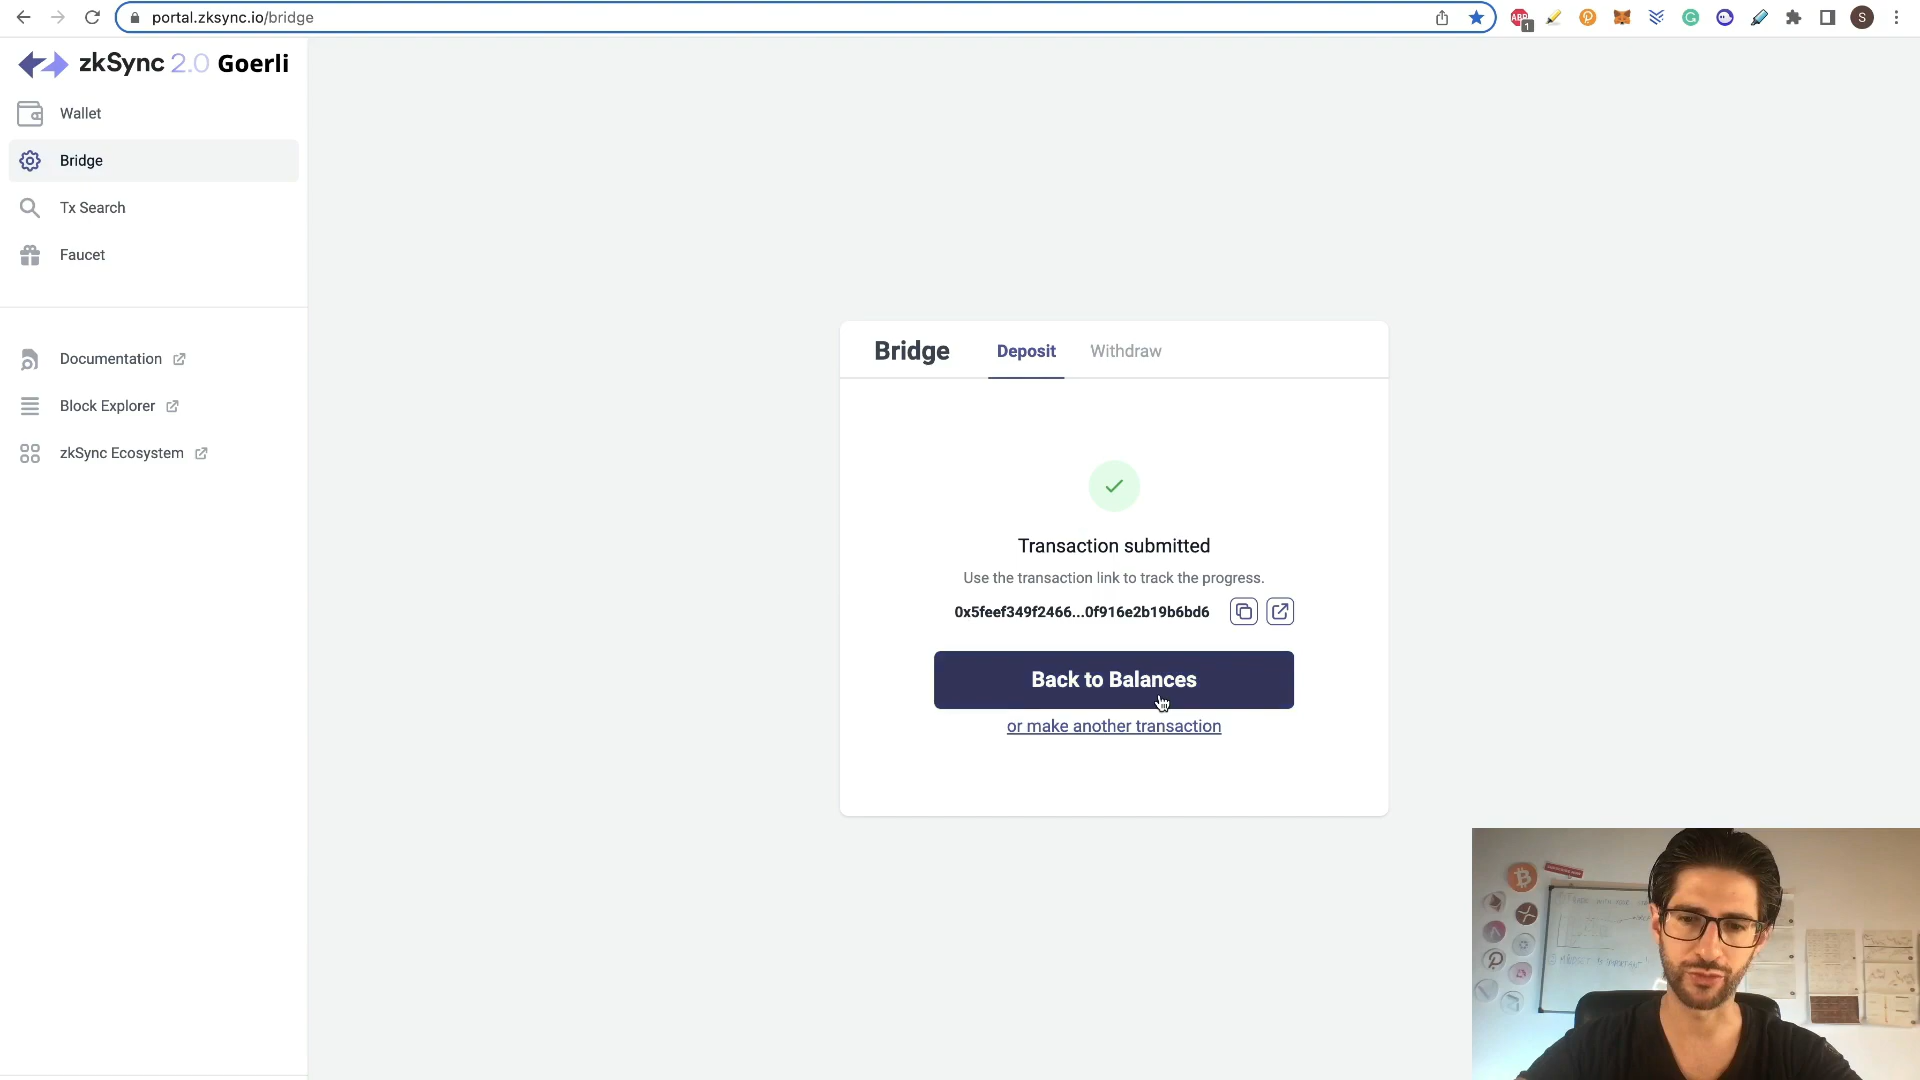 portal.zksync.io/bridge
ABP
1
S
zkSync 2.0 Goerli
Wallet
Bridge
Tx Search
Faucet
Documentation
Block Explorer
zkSync Ecosystem
Bridge
Deposit
Withdraw
Transaction submitted
Use the transaction link to track the progress.
0x5feef349f2466...0f916e2b19b6bd6
Back to Balances
or make another transaction